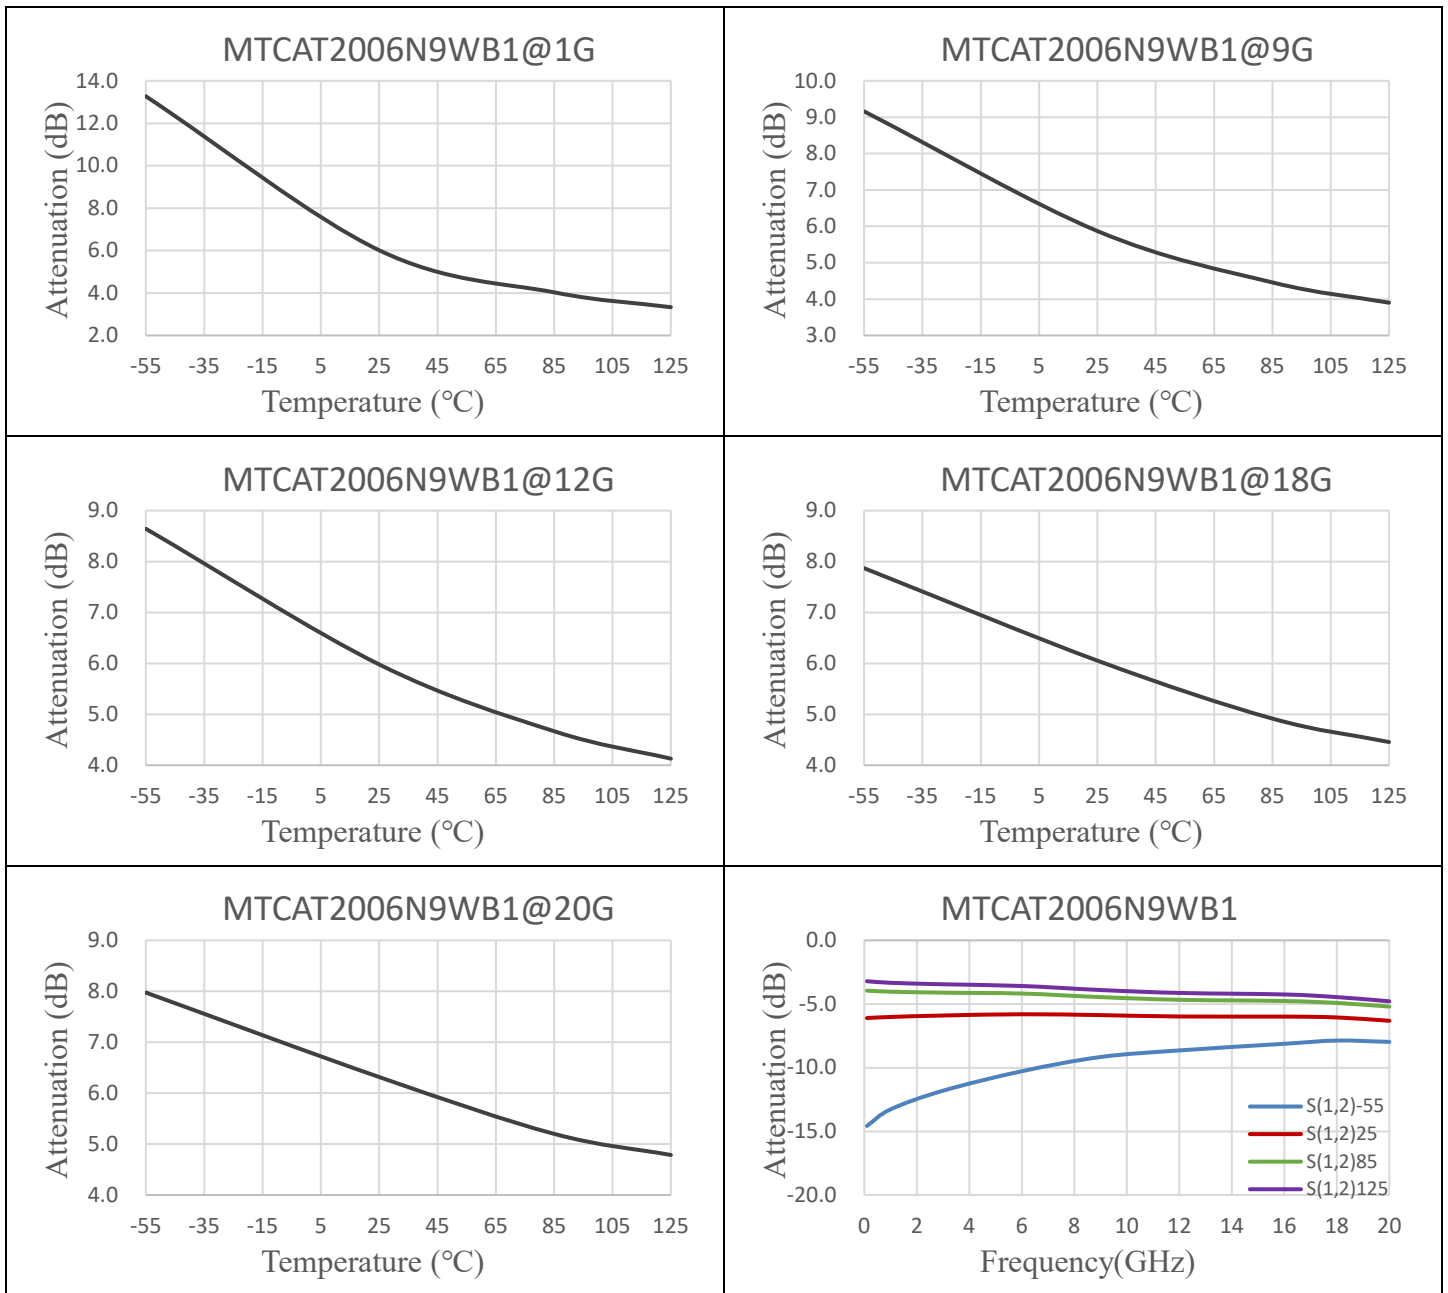 MTCAT2006N9WB1@1G
Attenuation (dB)
14.0
12.0
10.0
8.0
6.0
4.0
2.0
-55 -35 -15 5 25 45 65 85 105 125
Temperature (℃)
MTCAT2006N9WB1@9G
Attenuation (dB)
10.0
9.0
8.0
7.0
6.0
5.0
4.0
3.0
-55 -35 -15 5 25 45 65 85 105 125
Temperature (℃)
MTCAT2006N9WB1@12G
Attenuation (dB)
9.0
8.0
7.0
6.0
5.0
4.0
-55 -35 -15 5 25 45 65 85 105 125
Temperature (℃)
MTCAT2006N9WB1@18G
Attenuation (dB)
9.0
8.0
7.0
6.0
5.0
4.0
-55 -35 -15 5 25 45 65 85 105 125
Temperature (℃)
MTCAT2006N9WB1@20G
Attenuation (dB)
9.0
8.0
7.0
6.0
5.0
4.0
-55 -35 -15 5 25 45 65 85 105 125
Temperature (℃)
MTCAT2006N9WB1
Attenuation (dB)
0.0
-5.0
-10.0
-15.0
-20.0
S(1,2)-55
S(1,2)25
S(1,2)85
S(1,2)125
0 2 4 6 8 10 12 14 16 18 20
Frequency(GHz)